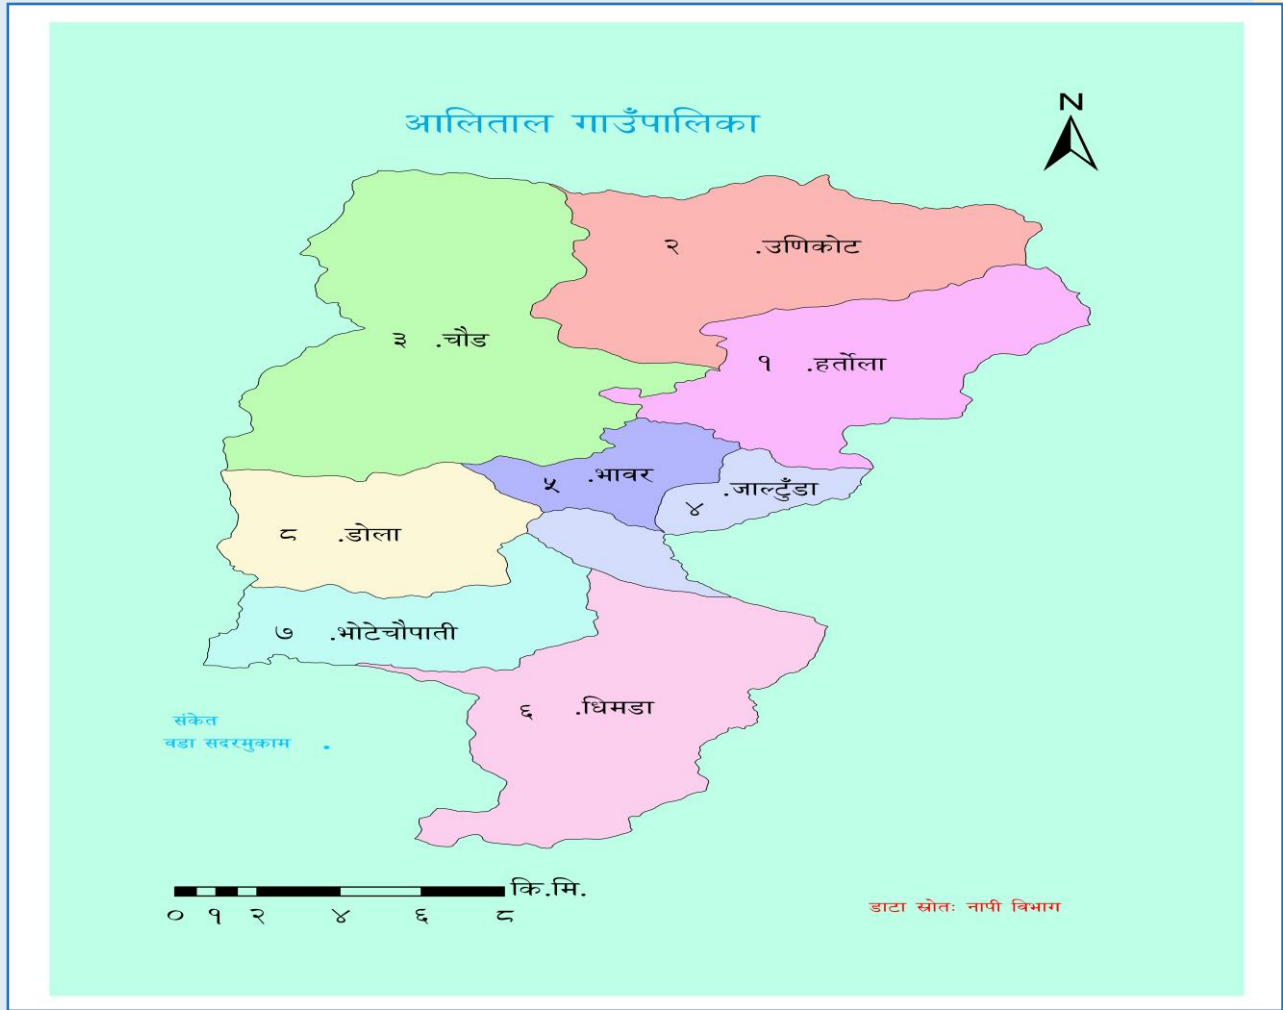 आलिताल गाउँपालिका
N
२ .उणिकोट
३ .चौड
१ .हर्तोला
५ .भावर
४ .जाल्टुँडा
८ .डोला
७ .भोटेचौपाती
६ .धिमडा
संकेत
वडा सदरमुकाम .
कि.मि.
० १ २ ४ ६ ८
डाटा स्रोतः नापी विभाग